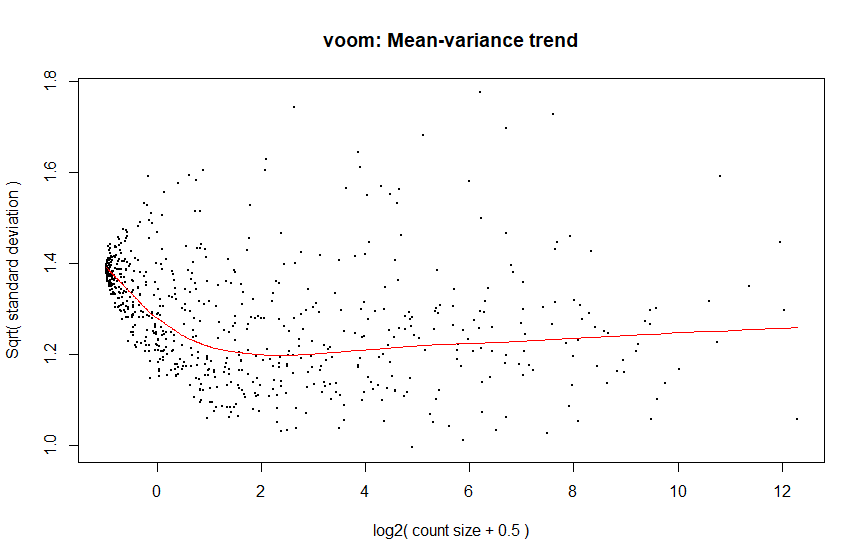 voom: Mean-variance trend
Sqrt( standard deviation )
1.8
1.6
1.4
1.2
1.0
0 2 4 6 8 10 12
log2( count size + 0.5 )